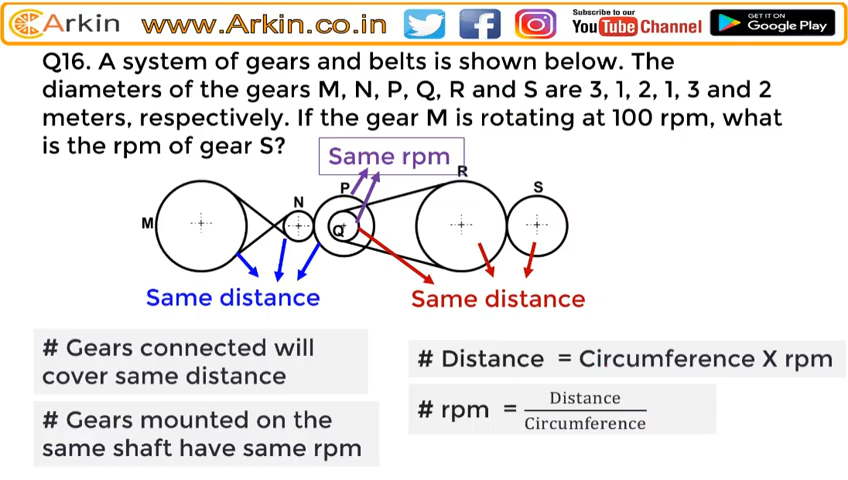 Arkin www.Arkin.co.in Subscribe to our YouTube Channel GET IT ON Google Play
Q16. A system of gears and belts is shown below. The
diameters of the gears M, N, P, Q, R and S are 3, 1, 2, 1, 3 and 2
meters, respectively. If the gear M is rotating at 100 rpm, what
is the rpm of gear S?
Same rpm
R
P
S
N
M
Q
Same distance
Same distance
# Gears connected will
cover same distance
# Gears mounted on the
same shaft have same rpm
# Distance = Circumference X rpm
# rpm = Distance
Circumference